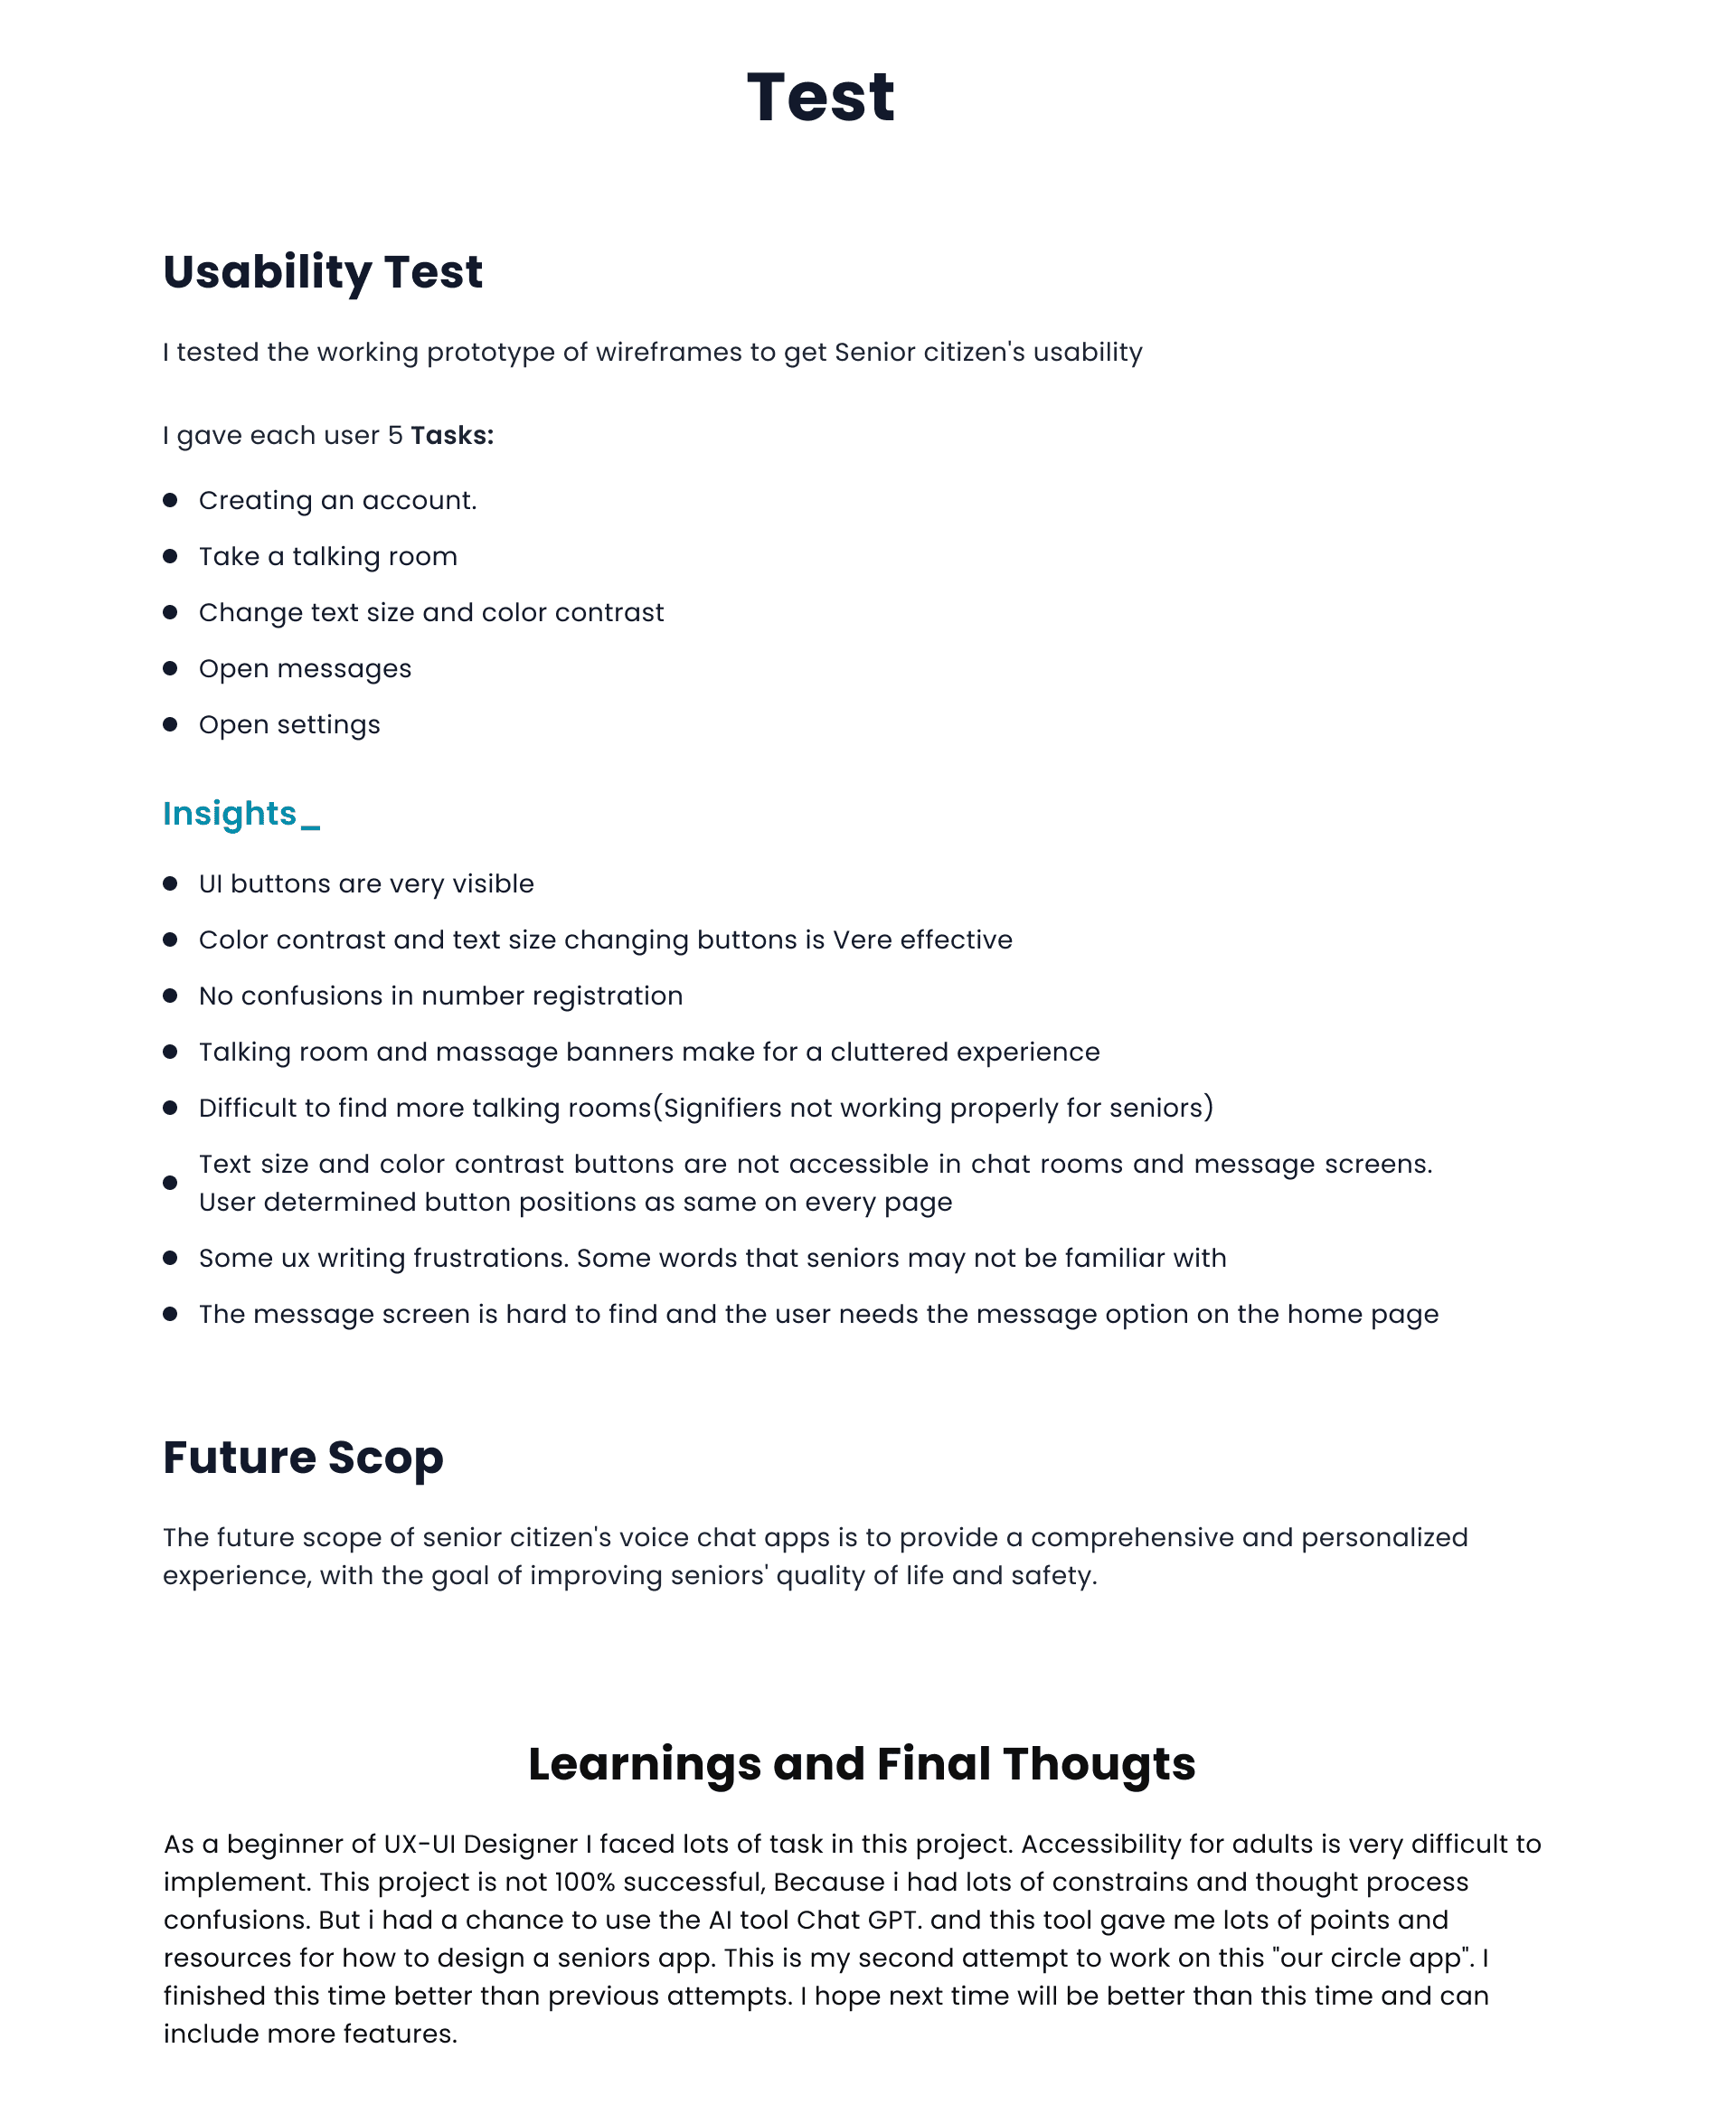 Test
Usability Test
I tested the working prototype of wireframes to get Senior citizen's usability
I gave each user 5 Tasks:
Creating an account.
Take a talking room
Change text size and color contrast
Open messages
Open settings
Insights_
UI buttons are very visible
Color contrast and text size changing buttons is Vere effective
No confusions in number registration
Talking room and massage banners make for a cluttered experience
Difficult to find more talking rooms(Signifiers not working properly for seniors)
Text size and color contrast buttons are not accessible in chat rooms and message screens.
User determined button positions as same on every page
Some ux writing frustrations. Some words that seniors may not be familiar with
The message screen is hard to find and the user needs the message option on the home page
Future Scop
The future scope of senior citizen's voice chat apps is to provide a comprehensive and personalized
experience, with the goal of improving seniors' quality of life and safety.
Learnings and Final Thougts
As a beginner of UX-UI Designer I faced lots of task in this project. Accessibility for adults is very difficult to
implement. This project is not 100% successful, Because i had lots of constrains and thought process
confusions. But i had a chance to use the AI tool Chat GPT. and this tool gave me lots of points and
resources for how to design a seniors app. This is my second attempt to work on this "our circle app". I
finished this time better than previous attempts. I hope next time will be better than this time and can
include more features.